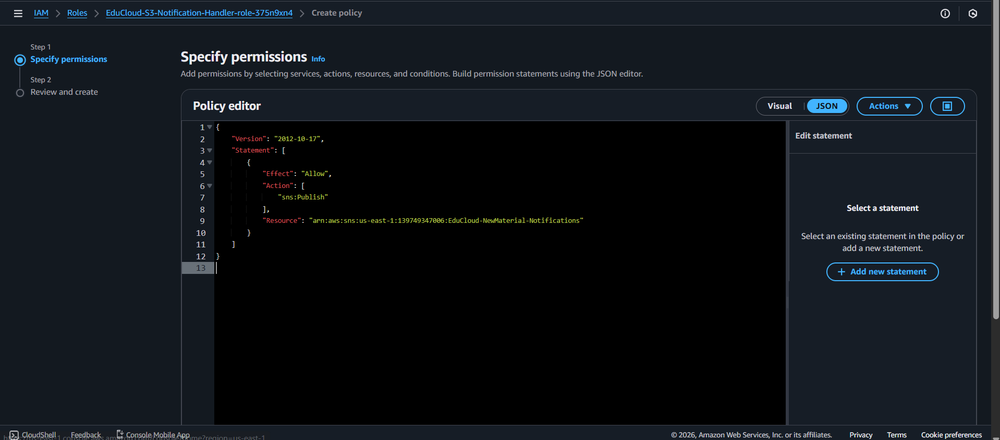 IAM > Roles > EduCloud-S3-Notification-Handler-role-375n9xn4 > Create policy
Step 1
Specify permissions
Step 2
Review and create
Specify permissions Info
Add permissions by selecting services, actions, resources, and conditions. Build permission statements using the JSON editor.
Policy editor
Visual
JSON
Actions
1 {
2 "Version": "2012-10-17",
3 "Statement": [
4 {
5 "Effect": "Allow",
6 "Action": [
7 "sns:Publish"
8 ],
9 "Resource": "arn:aws:sns:us-east-1:139749347006:EduCloud-NewMaterial-Notifications"
10 }
11 ]
12 }
13
Edit statement
Select a statement
Select an existing statement in the policy or
add a new statement.
+ Add new statement
CloudShell Feedback Console Mobile App
https://us-east-1.console.aws.amazon.com/console/home?region=us-east-1
© 2026, Amazon Web Services, Inc. or its affiliates. Privacy Terms Cookie preferences